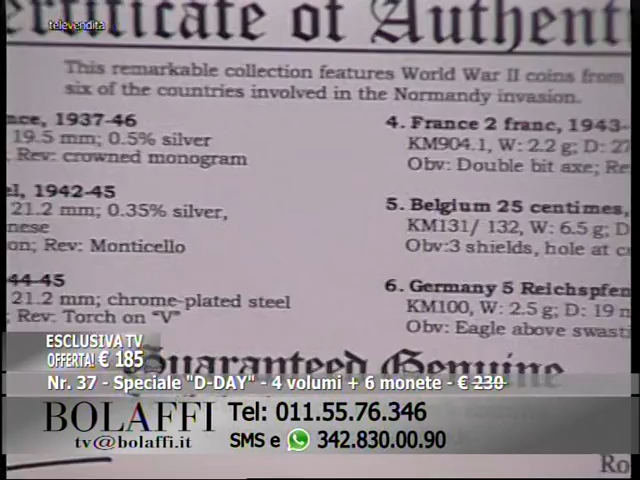 televendita
ertificate of Authenti
This remarkable collection features World War II coins from
six of the countries involved in the Normandy invasion.
nce, 1937-46
19.5 mm; 0.5% silver
; Rev: crowned monogram
el, 1942-45
21.2 mm; 0.35% silver,
nese
on; Rev: Monticello
44-45
21.2 mm; chrome-plated steel
; Rev: Torch on "V"
4. France 2 franc, 1943-
KM904.1, W: 2.2 g; D: 27
Obv: Double bit axe; Re
5. Belgium 25 centimes,
KM131/ 132, W: 6.5 g; D
Obv:3 shields, hole at c
6. Germany 5 Reichspfen
KM100, W: 2.5 g; D: 19 m
Obv: Eagle above swasti
Guaranteed Genuine
ESCLUSIVA TV
OFFERTA! € 185
Nr. 37 - Speciale "D-DAY" - 4 volumi + 6 monete - € 230
BOLAFFI
tv@bolaffi.it
Tel: 011.55.76.346
SMS e 342.830.00.90
Ro